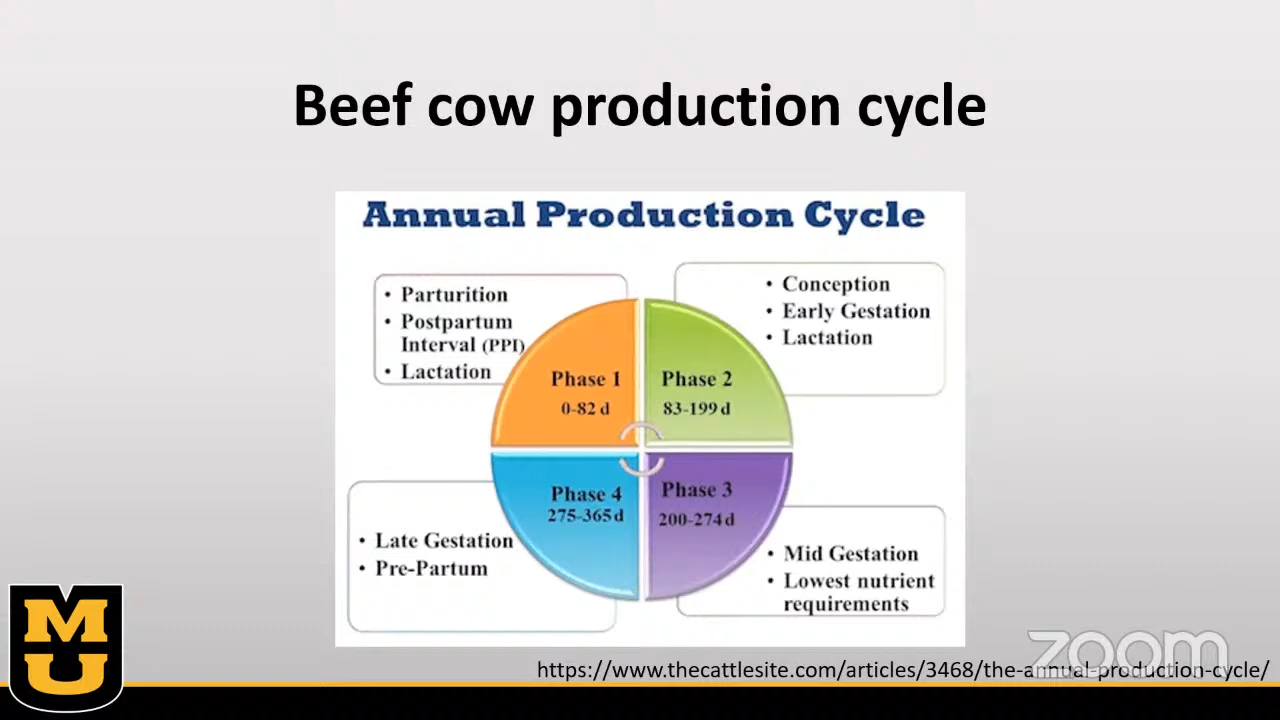 Beef cow production cycle
Annual Production Cycle
• Parturition
• Postpartum
Interval (PPI)
• Lactation
• Conception
• Early Gestation
• Lactation
Phase 1
0-82 d
Phase 2
83-199 d
Phase 4
275-365 d
Phase 3
200-274 d
• Late Gestation
• Pre-Partum
• Mid Gestation
• Lowest nutrient
requirements
MU
zoom
https://www.thecattlesite.com/articles/3468/the-annual-production-cycle/